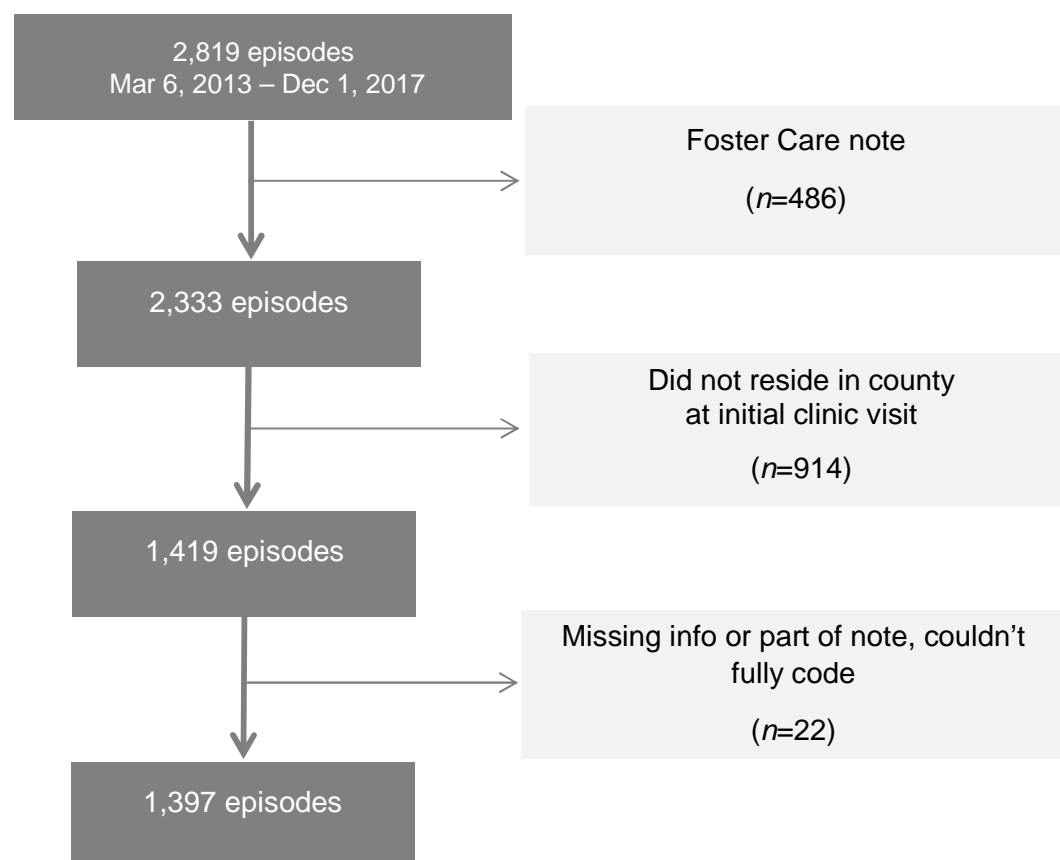 2,819 episodes
Mar 6, 2013 – Dec 1, 2017
Foster Care note
(n=486)
2,333 episodes
Did not reside in county
at initial clinic visit
(n=914)
1,419 episodes
Missing info or part of note, couldn’t
fully code
(n=22)
1,397 episodes